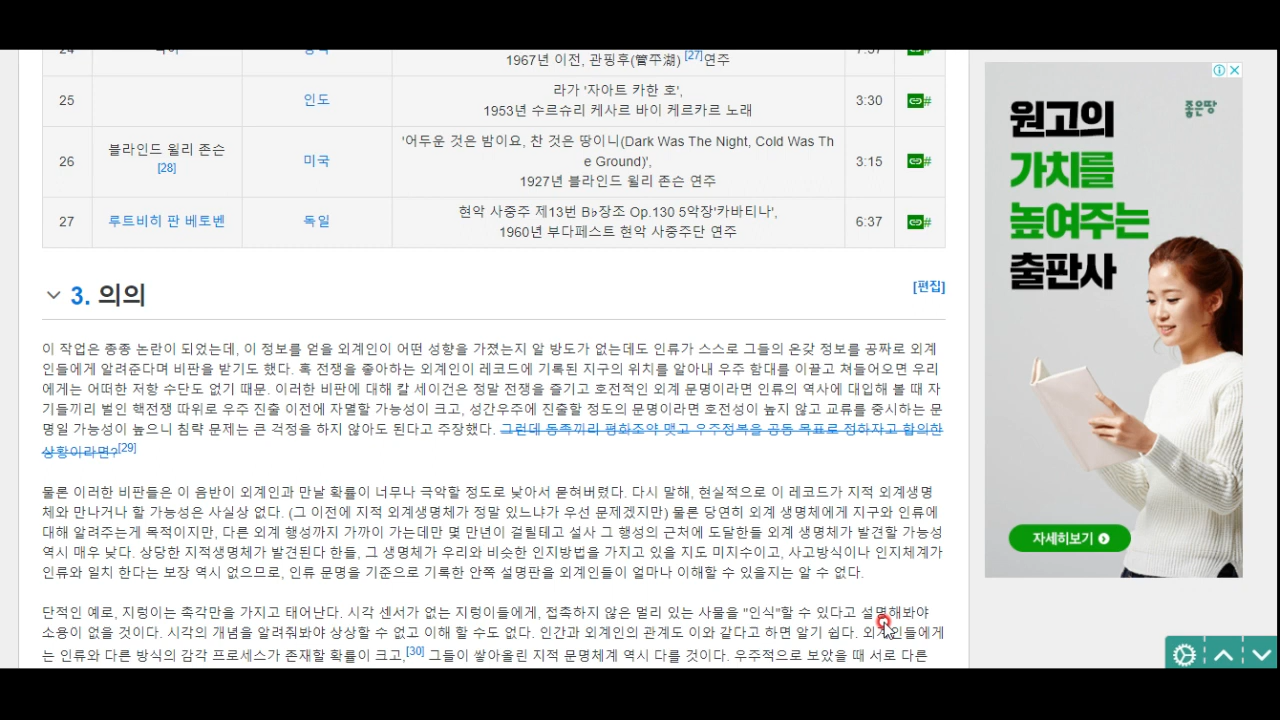 1967년 이전, 관핑후(管平湖) [27]연주
25
인도
라가 '자아트 카한 호',
1953년 수르슈리 케사르 바이 케르카르 노래
3:30
#
26
블라인드 윌리 존슨
[28]
미국
'어두운 것은 밤이요, 찬 것은 땅이니(Dark Was The Night, Cold Was Th
e Ground)',
1927년 블라인드 윌리 존슨 연주
3:15
#
27
루트비히 판 베토벤
독일
현악 사중주 제13번 B♭장조 Op.130 5악장'카바티나',
1960년 부다페스트 현악 사중주단 연주
6:37
#
3. 의의
[편집]
이 작업은 종종 논란이 되었는데, 이 정보를 얻을 외계인이 어떤 성향을 가졌는지 알 방도가 없는데도 인류가 스스로 그들의 온갖 정보를 공짜로 외계
인들에게 알려준다며 비판을 받기도 했다. 혹 전쟁을 좋아하는 외계인이 레코드에 기록된 지구의 위치를 알아내 우주 함대를 이끌고 쳐들어오면 우리
에게는 어떠한 저항 수단도 없기 때문. 이러한 비판에 대해 칼 세이건은 정말 전쟁을 즐기고 호전적인 외계 문명이라면 인류의 역사에 대입해 볼 때 자
기들끼리 벌인 핵전쟁 따위로 우주 진출 이전에 자멸할 가능성이 크고, 성간우주에 진출할 정도의 문명이라면 호전성이 높지 않고 교류를 중시하는 문
명일 가능성이 높으니 침략 문제는 큰 걱정을 하지 않아도 된다고 주장했다. 그런데 동족끼리 평화조약 맺고 우주정복을 공동 목표로 정하자고 합의한
상황이라면?[29]
물론 이러한 비판들은 이 음반이 외계인과 만날 확률이 너무나 극악할 정도로 낮아서 묻혀버렸다. 다시 말해, 현실적으로 이 레코드가 지적 외계생명
체와 만나거나 할 가능성은 사실상 없다. (그 이전에 지적 외계생명체가 정말 있느냐가 우선 문제겠지만) 물론 당연히 외계 생명체에게 지구와 인류에
대해 알려주는게 목적이지만, 다른 외계 행성까지 가까이 가는데만 몇 만년이 걸릴테고 설사 그 행성의 근처에 도달한들 외계 생명체가 발견할 가능성
역시 매우 낮다. 상당한 지적생명체가 발견된다 한들, 그 생명체가 우리와 비슷한 인지방법을 가지고 있을 지도 미지수이고, 사고방식이나 인지체계가
인류와 일치 한다는 보장 역시 없으므로, 인류 문명을 기준으로 기록한 안쪽 설명판을 외계인들이 얼마나 이해할 수 있을지는 알 수 없다.
단적인 예로, 지렁이는 촉각만을 가지고 태어난다. 시각 센서가 없는 지렁이들에게, 접촉하지 않은 멀리 있는 사물을 "인식"할 수 있다고 설명해봐야
소용이 없을 것이다. 시각의 개념을 알려줘봐야 상상할 수 없고 이해 할 수도 없다. 인간과 외계인의 관계도 이와 같다고 하면 알기 쉽다. 외계인들에게
는 인류와 다른 방식의 감각 프로세스가 존재할 확률이 크고,[30] 그들이 쌓아올린 지적 문명체계 역시 다를 것이다. 우주적으로 보았을 때 서로 다른
좋은땅
원고의
가치를
높여주는
출판사
자세히보기